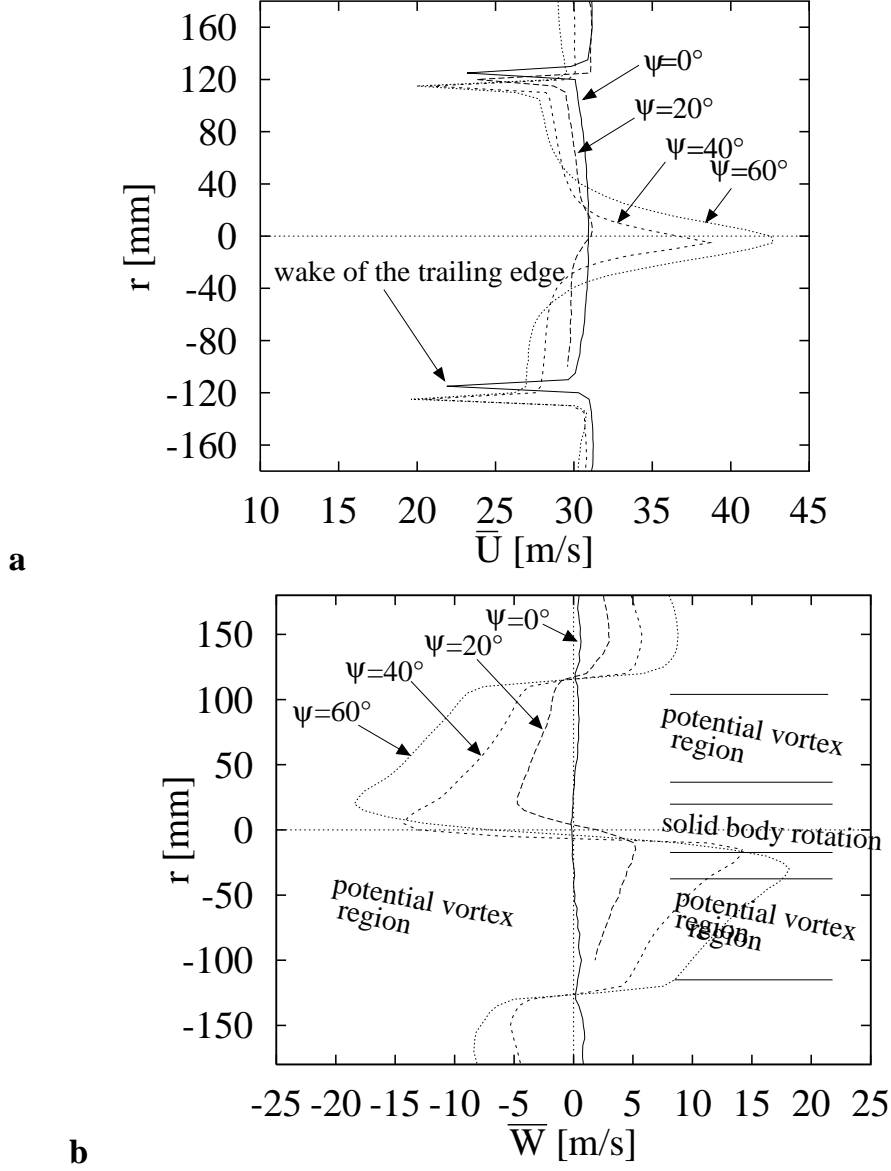 160
120
80
40
0
-40
-80
-120
-160
r [mm]
ψ=0°
ψ=20°
ψ=40°
ψ=60°
wake of the trailing edge
10 15 20 25 30 35 40 45
U [m/s]
a
150
100
50
0
-50
-100
-150
r [mm]
ψ=0°
ψ=20°
ψ=40°
ψ=60°
potential vortex
region
solid body rotation
potential vortex
region
potential vortex
region
region
-25 -20 -15 -10 -5 0 5 10 15 20 25
W [m/s]
b